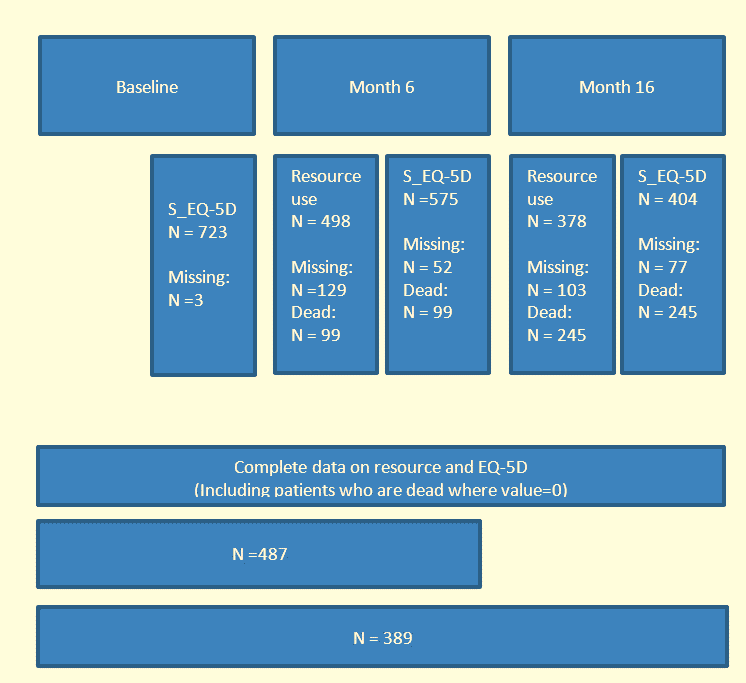 Baseline
Month 6
Month 16
S_EQ-5D
N = 723
Missing:
N =3
Resource
use
N = 498
Missing:
N =129
Dead:
N = 99
S_EQ-5D
N =575
Missing:
N = 52
Dead:
N = 99
Resource
use
N = 378
Missing:
N = 103
Dead:
N = 245
S_EQ-5D
N = 404
Missing:
N = 77
Dead:
N = 245
Complete data on resource and EQ-5D
(Including patients who are dead where value=0)
N =487
N = 389